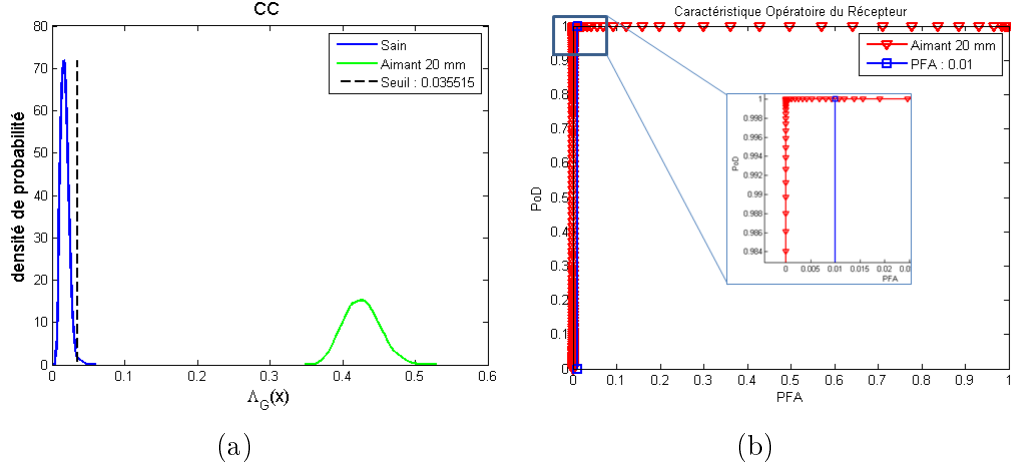 CC
80
70
60
50
40
30
20
10
0
densité de probabilité
Sain
Aimant 20 mm
Seuil : 0.035515
0 0.1 0.2 0.3 0.4 0.5 0.6
Λ_G(x)
(a)
Caractéristique Opératoire du Récepteur
1
0.9
0.8
0.7
0.6
0.5
0.4
0.3
0.2
0.1
0
PoD
Aimant 20 mm
PFA : 0.01
1
0.998
0.996
0.994
0.992
0.99
0.988
0.986
0.984
PoD
0 0.005 0.01 0.015 0.02 0.0
PFA
0 0.1 0.2 0.3 0.4 0.5 0.6 0.7 0.8 0.9 1
PFA
(b)